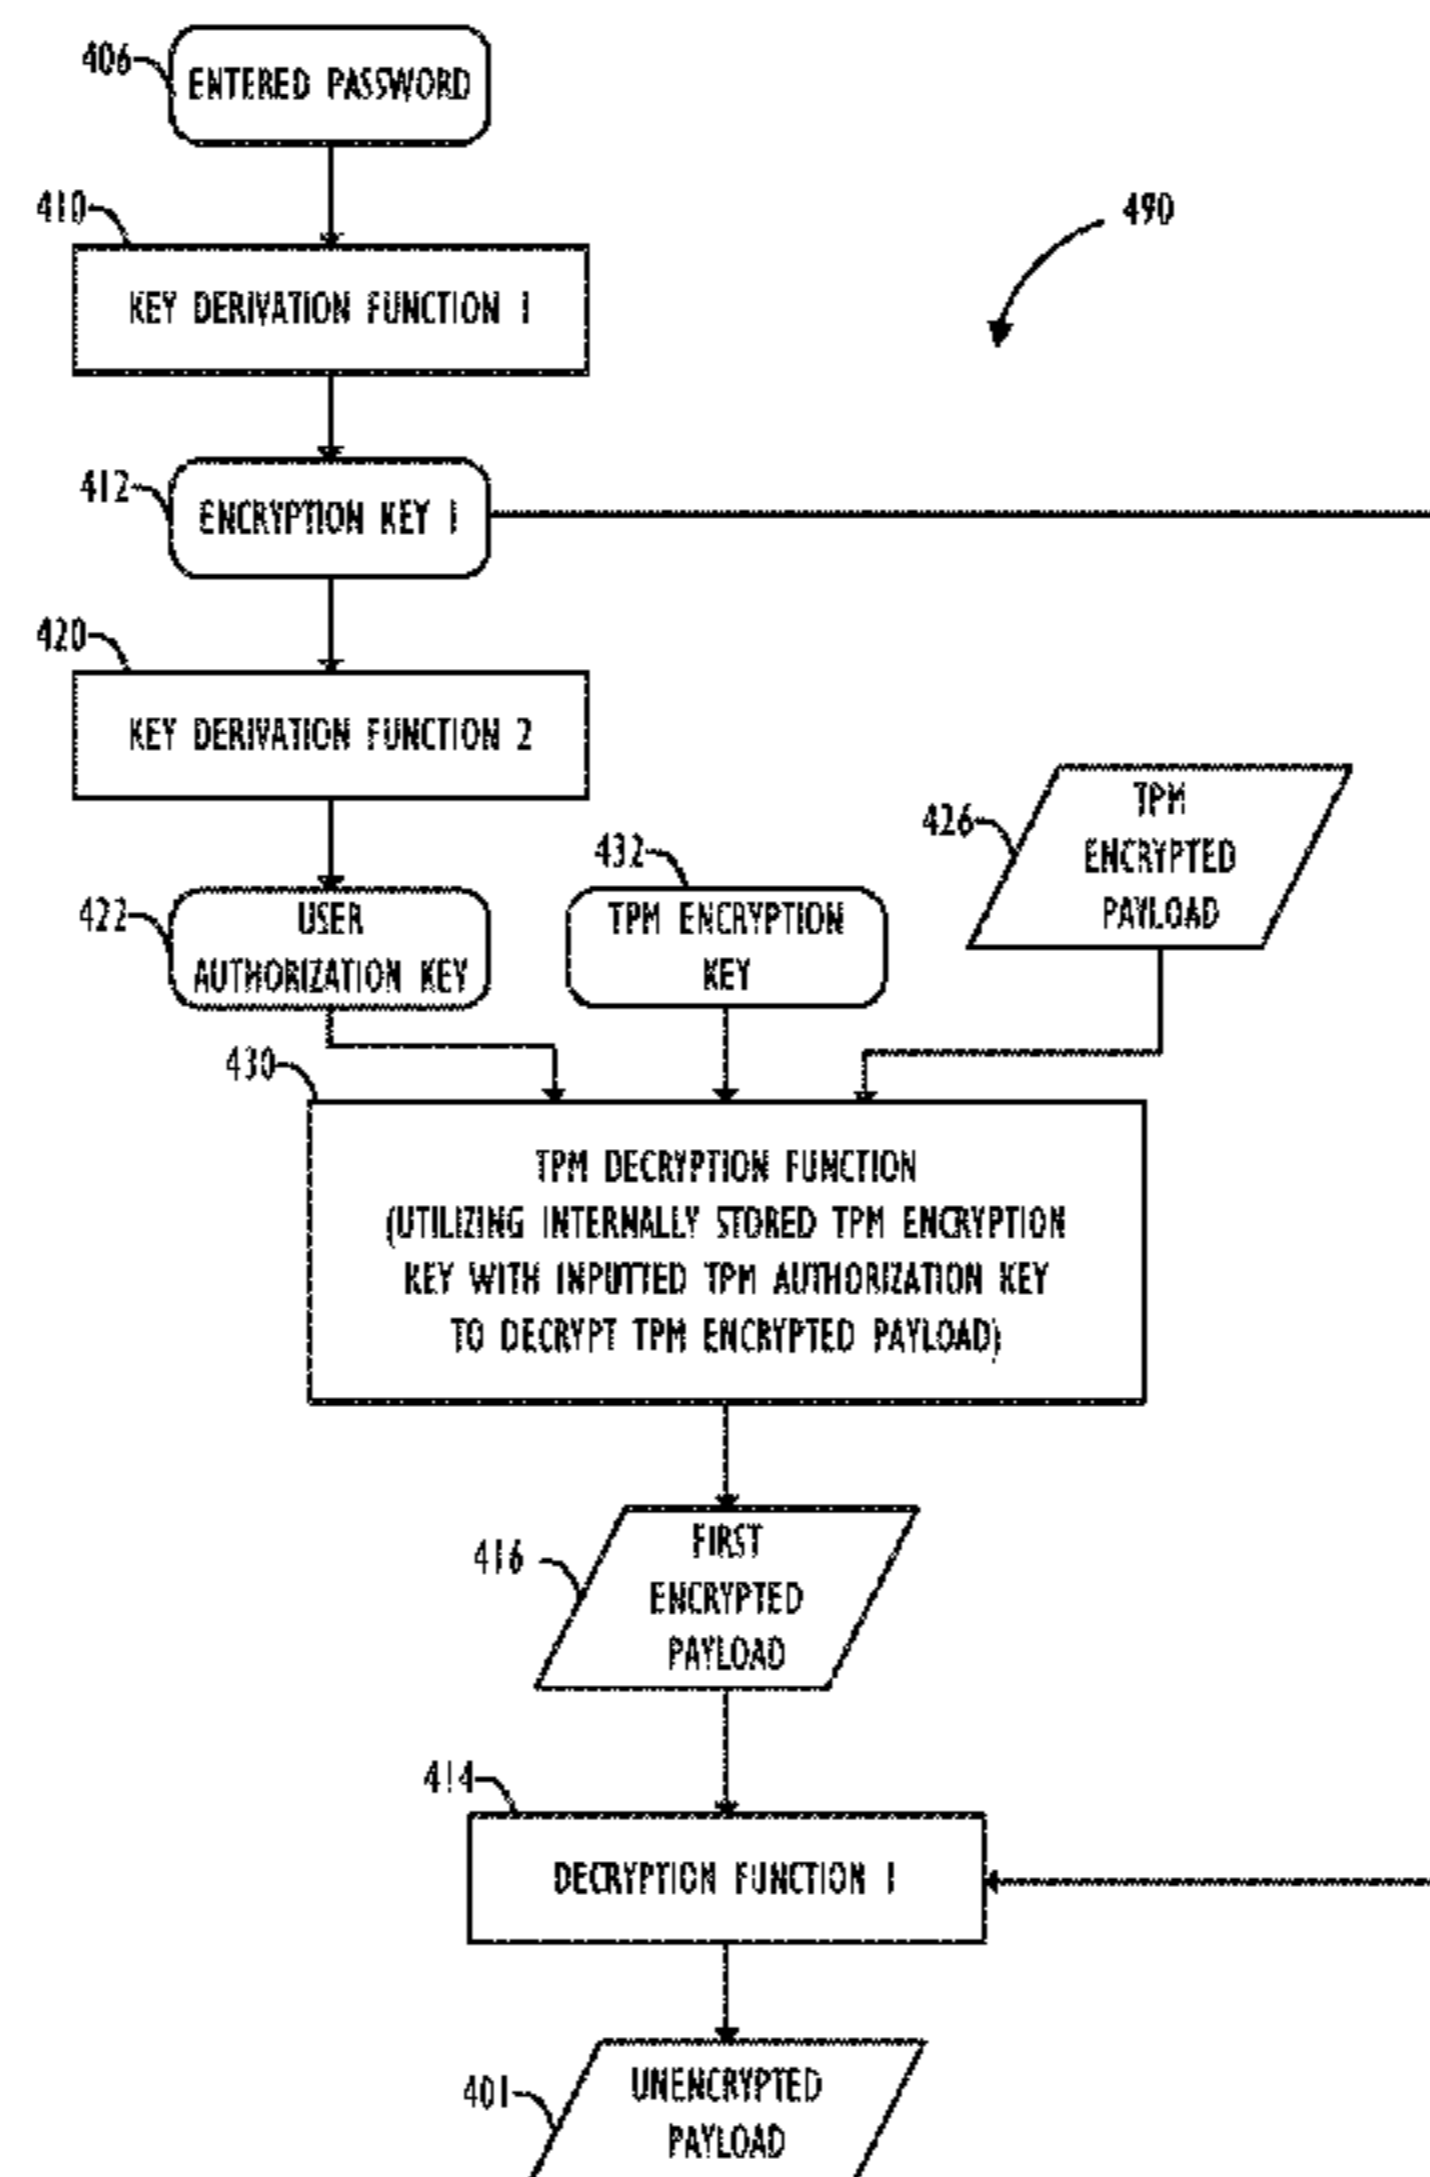 406
ENTERED PASSWORD
410
490
KEY DERIVATION FUNCTION 1
412
ENCRYPTION KEY 1
420
KEY DERIVATION FUNCTION 2
426
TPM
ENCRYPTED
PAYLOAD
432
422
USER
AUTHORIZATION KEY
TPM ENCRYPTION
KEY
430
TPM DECRYPTION FUNCTION
(UTILIZING INTERNALLY STORED TPM ENCRYPTION
KEY WITH INPUTTED TPM AUTHORIZATION KEY
TO DECRYPT TPM ENCRYPTED PAYLOAD)
416
FIRST
ENCRYPTED
PAYLOAD
414
DECRYPTION FUNCTION 1
401
UNENCRYPTED
PAYLOAD